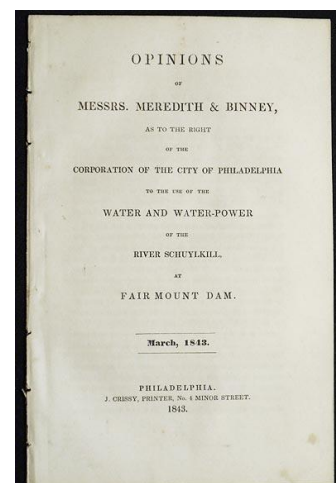 OPINIONS
OF
MESSRS. MEREDITH & BINNEY,
AS TO THE RIGHT
OF THE
CORPORATION OF THE CITY OF PHILADELPHIA
TO THE USE OF THE
WATER AND WATER-POWER
OF THE
RIVER SCHUYLKILL,
AT
FAIR MOUNT DAM.
March, 1843.
PHILADELPHIA.
J. CRISSY, PRINTER, No. 4 MINOR STREET.
1843.